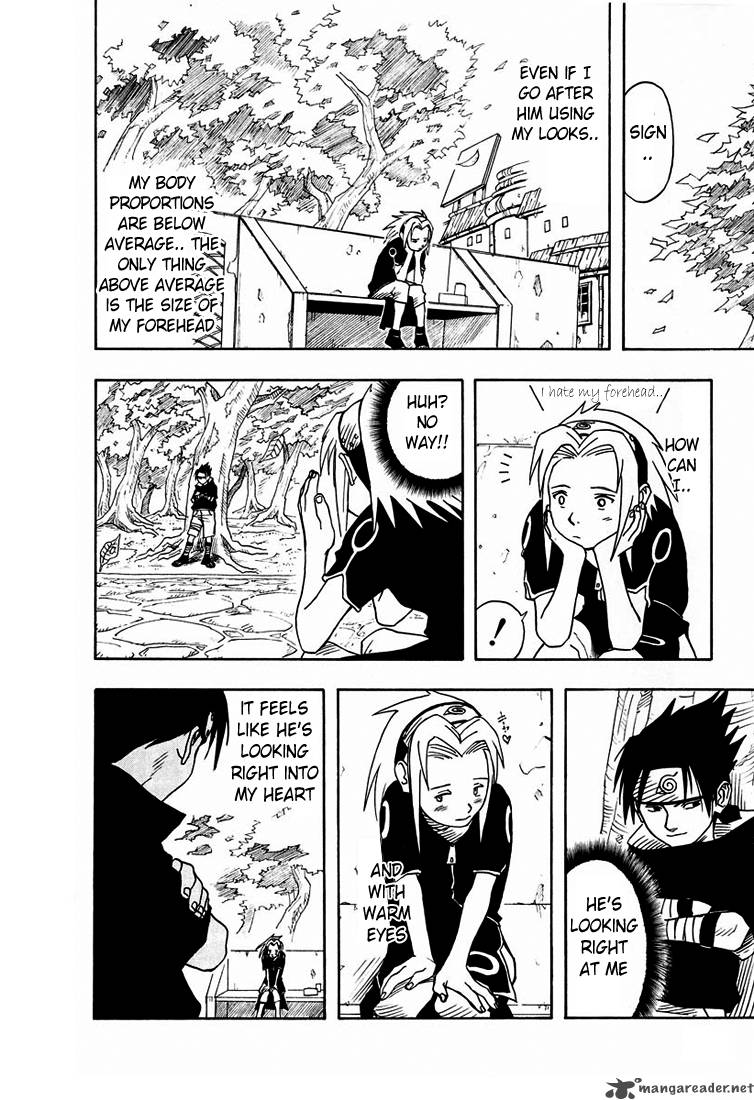 SIGN
..
EVEN IF I
GO AFTER
HIM USING
MY LOOKS..
MY BODY
PROPORTIONS
ARE BELOW
AVERAGE.. THE
ONLY THING
ABOVE AVERAGE
IS THE SIZE OF
MY FOREHEAD
I hate my forehead..
HOW
CAN
I..
!
HUH?
NO
WAY!!
HE'S
LOOKING
RIGHT
AT ME
AND
WITH
WARM
EYES
IT FEELS
LIKE HE'S
LOOKING
RIGHT INTO
MY HEART
mangareader.net